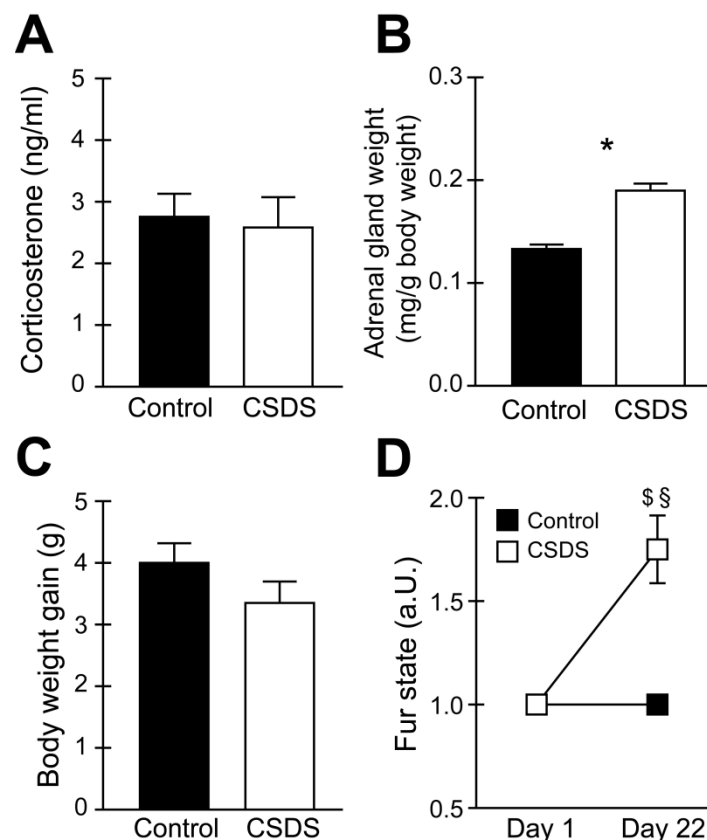 A
Corticosterone (ng/ml)
5
4
3
2
1
0
Control
CSDS
B
Adrenal gland weight
(mg/g body weight)
0.3
0.2
0.1
0.0
*
Control
CSDS
C
Body weight gain (g)
5
4
3
2
1
0
Control
CSDS
D
Fur state (a.U.)
2.0
1.5
1.0
0.5
$ §
Control
CSDS
Day 1
Day 22